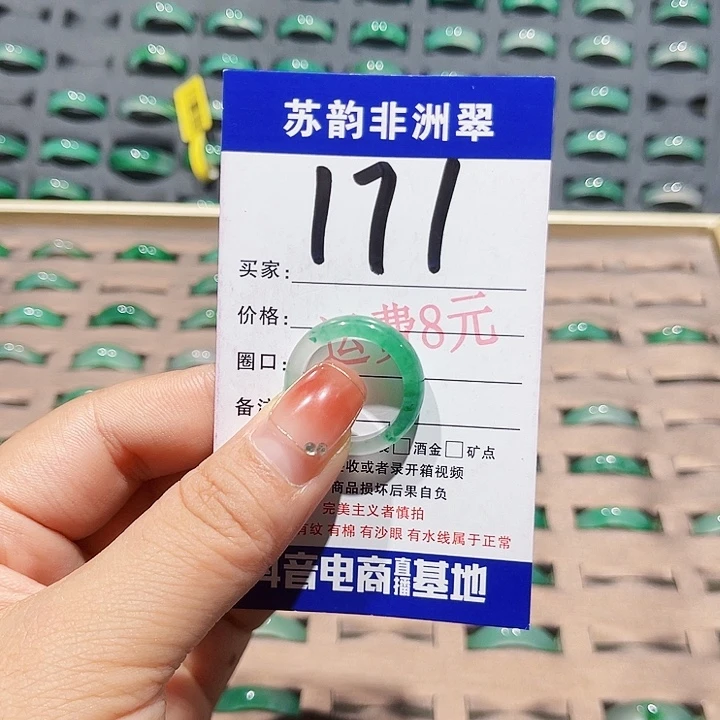 苏韵非洲翠
171
买家:
价格:
运费8元
圈口:
备注
酒金 矿点
收或者录开箱视频
商品损坏后果自负
完美主义者慎拍
有纹 有棉 有沙眼 有水线属于正常
抖音电商直播基地